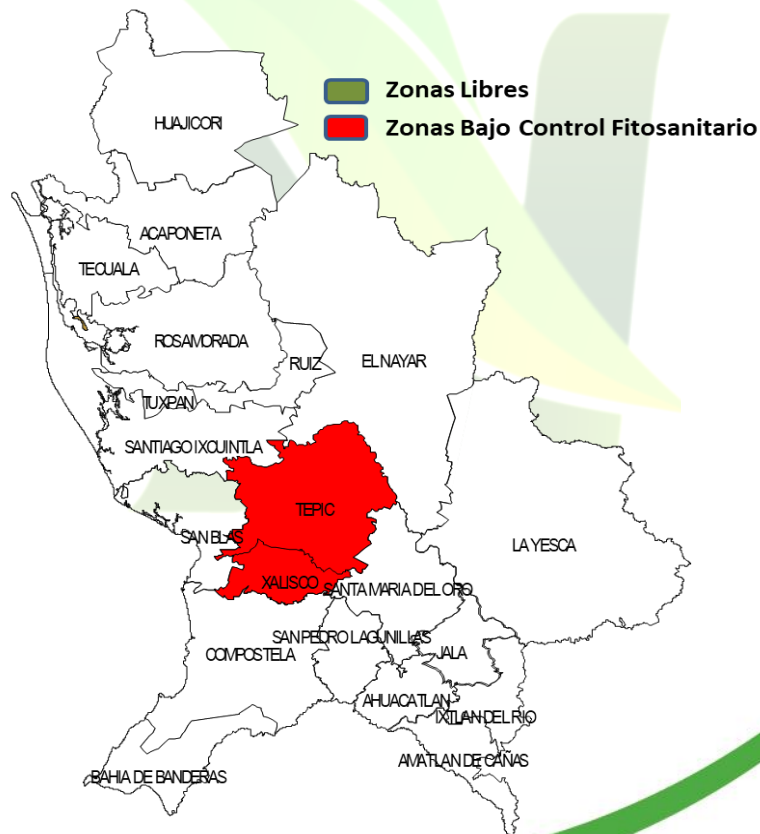 Zonas Libres
Zonas Bajo Control Fitosanitario
HUAJICORI
ACAPONETA
TECUALA
ROSAMORADA
RUIZ
EL NAYAR
TUXPAN
SANTIAGO IXCUINTLA
TEPIC
SAN BLAS
LA YESCA
XALISCO
SANTA MARIA DEL ORO
SAN PEDRO LAGUNILLAS
COMPOSTELA
JALA
AHUACATLAN
IXTLAN DEL RIO
AMATLAN DE CAÑAS
BAHIA DE BANDERAS